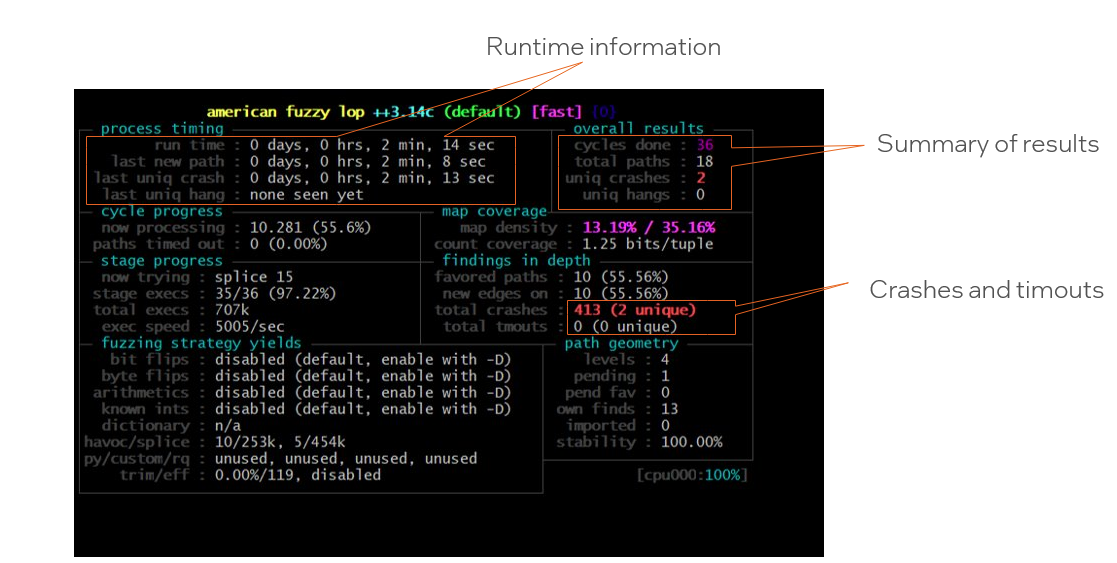 Runtime information
american fuzzy lop ++3.14c (default) [fast] {0}
process timing
run time : 0 days, 0 hrs, 2 min, 14 sec
last new path : 0 days, 0 hrs, 2 min, 8 sec
last uniq crash : 0 days, 0 hrs, 2 min, 13 sec
last uniq hang : none seen yet
overall results
cycles done : 36
total paths : 18
uniq crashes : 2
uniq hangs : 0
Summary of results
cycle progress
now processing : 10.281 (55.6%)
paths timed out : 0 (0.00%)
map coverage
map density : 13.19% / 35.16%
count coverage : 1.25 bits/tuple
stage progress
now trying : splice 15
stage execs : 35/36 (97.22%)
total execs : 707k
exec speed : 5005/sec
findings in depth
favored paths : 10 (55.56%)
new edges on : 10 (55.56%)
total crashes : 413 (2 unique)
total tmouts : 0 (0 unique)
Crashes and timouts
fuzzing strategy yields
bit flips : disabled (default, enable with -D)
byte flips : disabled (default, enable with -D)
arithmetics : disabled (default, enable with -D)
known ints : disabled (default, enable with -D)
dictionary : n/a
havoc/splice : 10/253k, 5/454k
py/custom/rq : unused, unused, unused, unused
trim/eff : 0.00%/119, disabled
path geometry
levels : 4
pending : 1
pend fav : 0
own finds : 13
imported : 0
stability : 100.00%
[cpu000:100%]